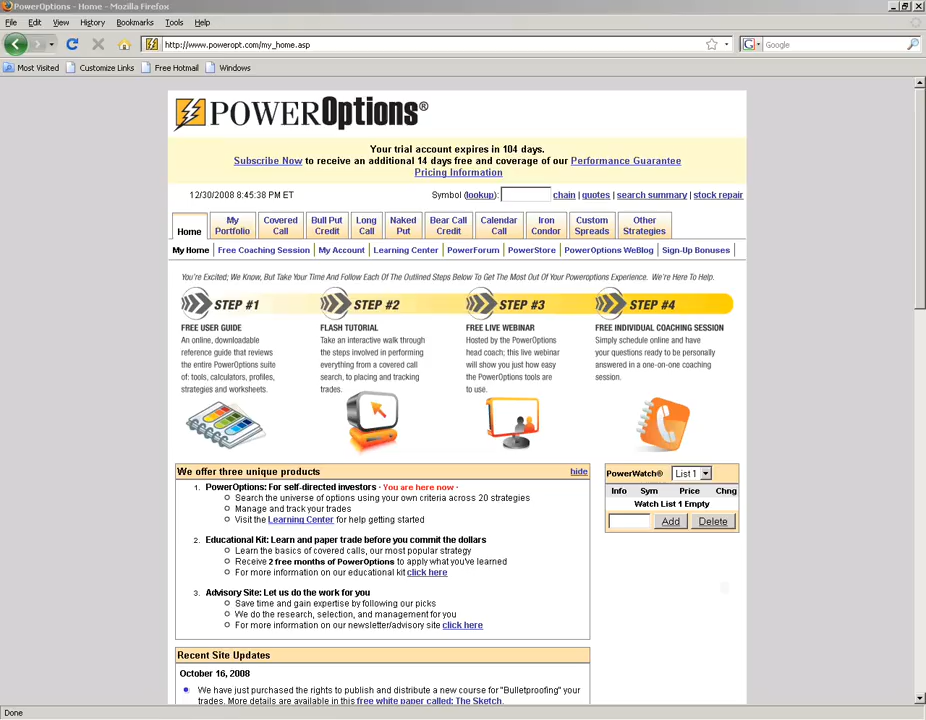 PowerOptions - Home - Mozilla Firefox
File Edit View History Bookmarks Tools Help
http://www.poweropt.com/my_home.asp
Google
Most Visited Customize Links Free Hotmail Windows
POWEROptions®
Your trial account expires in 104 days.
Subscribe Now to receive an additional 14 days free and coverage of our Performance Guarantee
Pricing Information
12/30/2008 8:45:38 PM ET Symbol (lookup): chain | quotes | search summary | stock repair
Home My Portfolio Covered Call Bull Put Credit Long Call Naked Put Bear Call Credit Calendar Call Iron Condor Custom Spreads Other Strategies
My Home Free Coaching Session My Account Learning Center PowerForum PowerStore PowerOptions WeBlog Sign-Up Bonuses
You're Excited; We Know, But Take Your Time And Follow Each Of The Outlined Steps Below To Get The Most Out Of Your Poweroptions Experience. We're Here To Help.
STEP #1
FREE USER GUIDE
An online, downloadable
reference guide that reviews
the entire PowerOptions suite
of: tools, calculators, profiles,
strategies and worksheets.
STEP #2
FLASH TUTORIAL
Take an interactive walk through
the steps involved in performing
everything from a covered call
search, to placing and tracking
trades.
STEP #3
FREE LIVE WEBINAR
Hosted by the PowerOptions
head coach; this live webinar
will show you just how easy
the PowerOptions tools are
to use.
STEP #4
FREE INDIVIDUAL COACHING SESSION
Simply schedule online and have
your questions ready to be personally
answered in a one-on-one coaching
session.
We offer three unique products hide
1. PowerOptions: For self-directed investors · You are here now ·
Search the universe of options using your own criteria across 20 strategies
Manage and track your trades
Visit the Learning Center for help getting started
2. Educational Kit: Learn and paper trade before you commit the dollars
Learn the basics of covered calls, our most popular strategy
Receive 2 free months of PowerOptions to apply what you've learned
For more information on our educational kit click here
3. Advisory Site: Let us do the work for you
Save time and gain expertise by following our picks
We do the research, selection, and management for you
For more information on our newsletter/advisory site click here
PowerWatch® List 1
Info Sym Price Chng
Watch List 1 Empty
Add Delete
Recent Site Updates
October 16, 2008
We have just purchased the rights to publish and distribute a new course for "Bulletproofing" your
trades. More details are available in this free white paper called: The Sketch.
Done